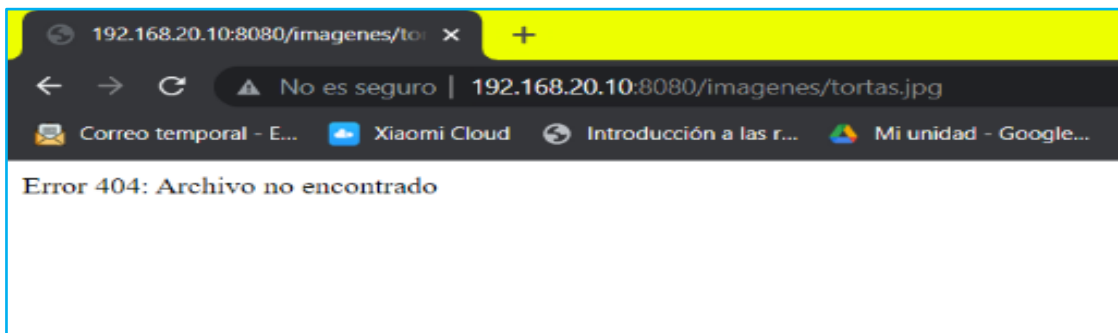 192.168.20.10:8080/imagenes/to
No es seguro | 192.168.20.10:8080/imagenes/tortas.jpg
Correo temporal - E... Xiaomi Cloud Introducción a las r... Mi unidad - Google...
Error 404: Archivo no encontrado